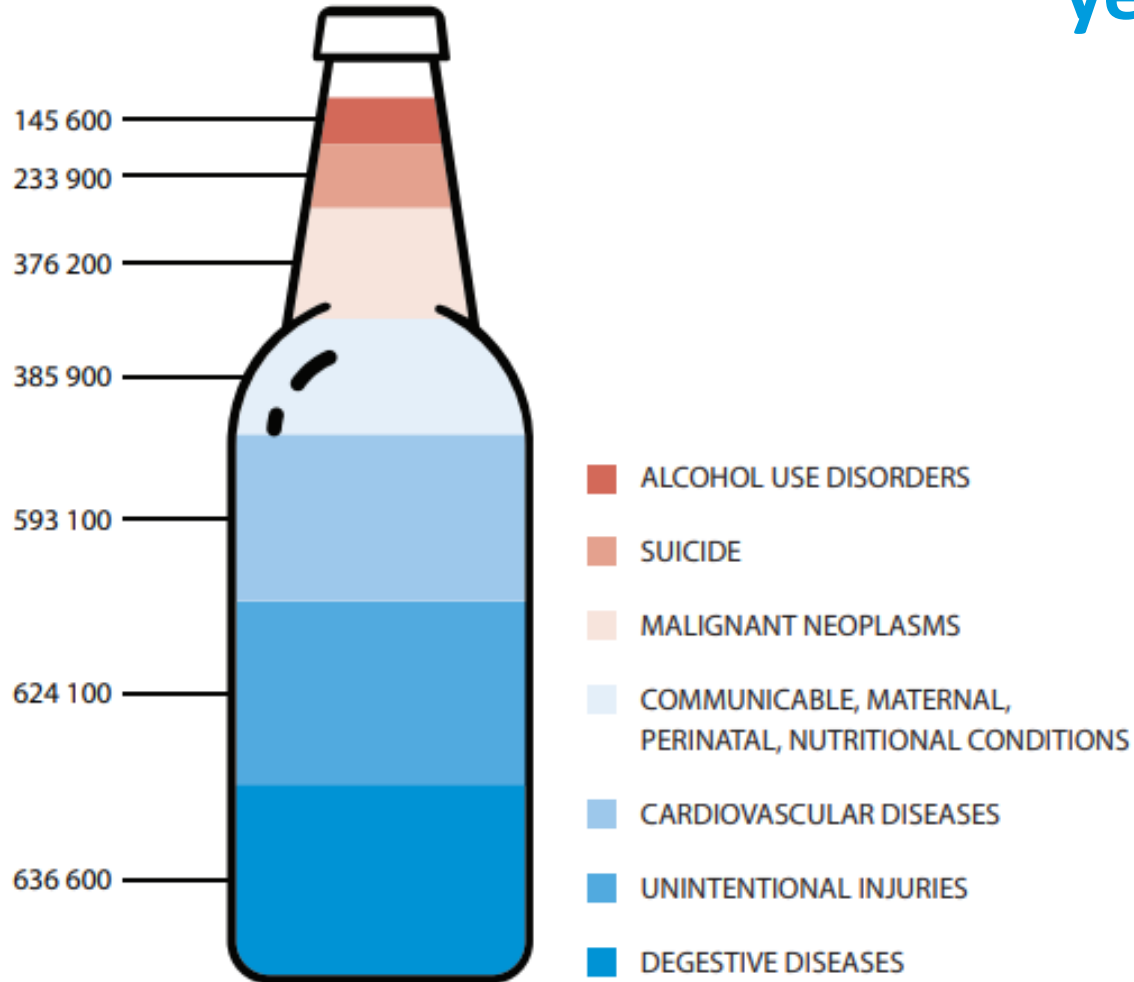 ye
145 600
233 900
376 200
385 900
593 100
624 100
636 600
ALCOHOL USE DISORDERS
SUICIDE
MALIGNANT NEOPLASMS
COMMUNICABLE, MATERNAL,
PERINATAL, NUTRITIONAL CONDITIONS
CARDIOVASCULAR DISEASES
UNINTENTIONAL INJURIES
DEGESTIVE DISEASES